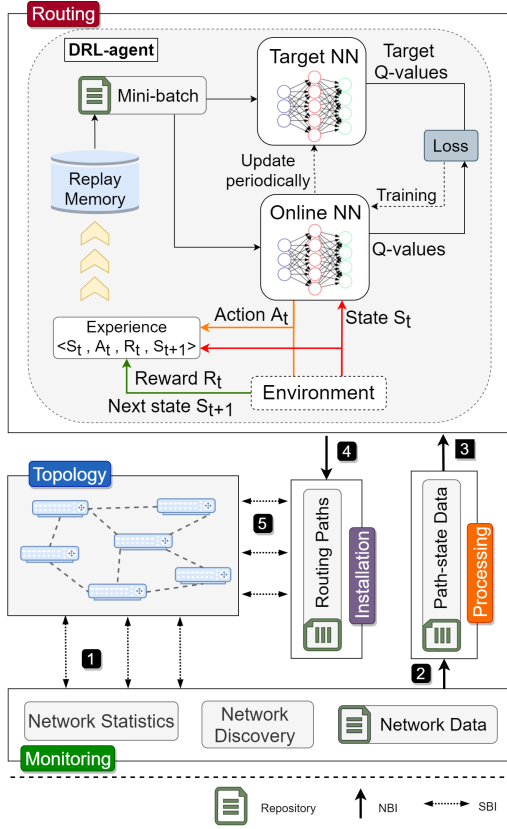 Routing
DRL-agent
Target NN
Target
Q-values
Mini-batch
Loss
Update
periodically
Replay
Memory
Training
Online NN
Q-values
Action At
State St
Experience
<St , At , Rt , St+1>
Reward Rt
Environment
Next state St+1
4
3
Topology
5
Routing Paths
Installation
Path-state Data
Processing
1
2
Network Statistics
Network
Discovery
Network Data
Monitoring
Repository
NBI
SBI